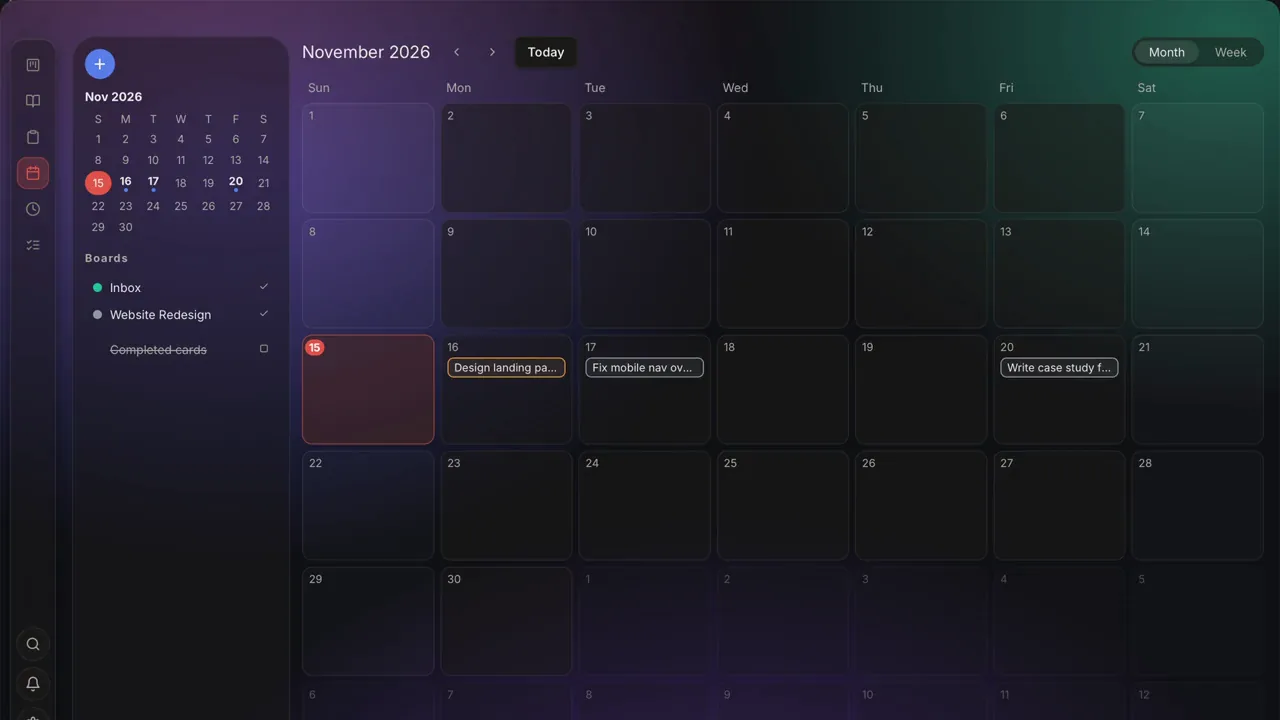 November 2026
Today
Month Week
Nov 2026
S M T W T F S
1 2 3 4 5 6 7
8 9 10 11 12 13 14
15 16 17 18 19 20 21
22 23 24 25 26 27 28
29 30
Boards
Inbox
Website Redesign
Completed cards
Sun Mon Tue Wed Thu Fri Sat
1 2 3 4 5 6 7
8 9 10 11 12 13 14
15 16 17 18 19 20 21
Design landing pa... Fix mobile nav ov... Write case study f...
22 23 24 25 26 27 28
29 30 1 2 3 4 5
6 7 8 9 10 11 12